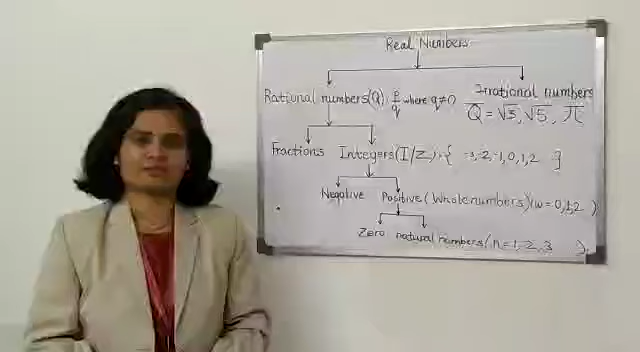 Real Numbers
Rational numbers(Q): p/q where q≠0
Irrational numbers
Q̅ = √3, √5, π
Fractions Integers(I/Z):{ -3,-2,-1,0,1,2 }
Negative Positive(Whole numbers)(w=0,1,2 )
Zero natural numbers(n=1,2,3 )